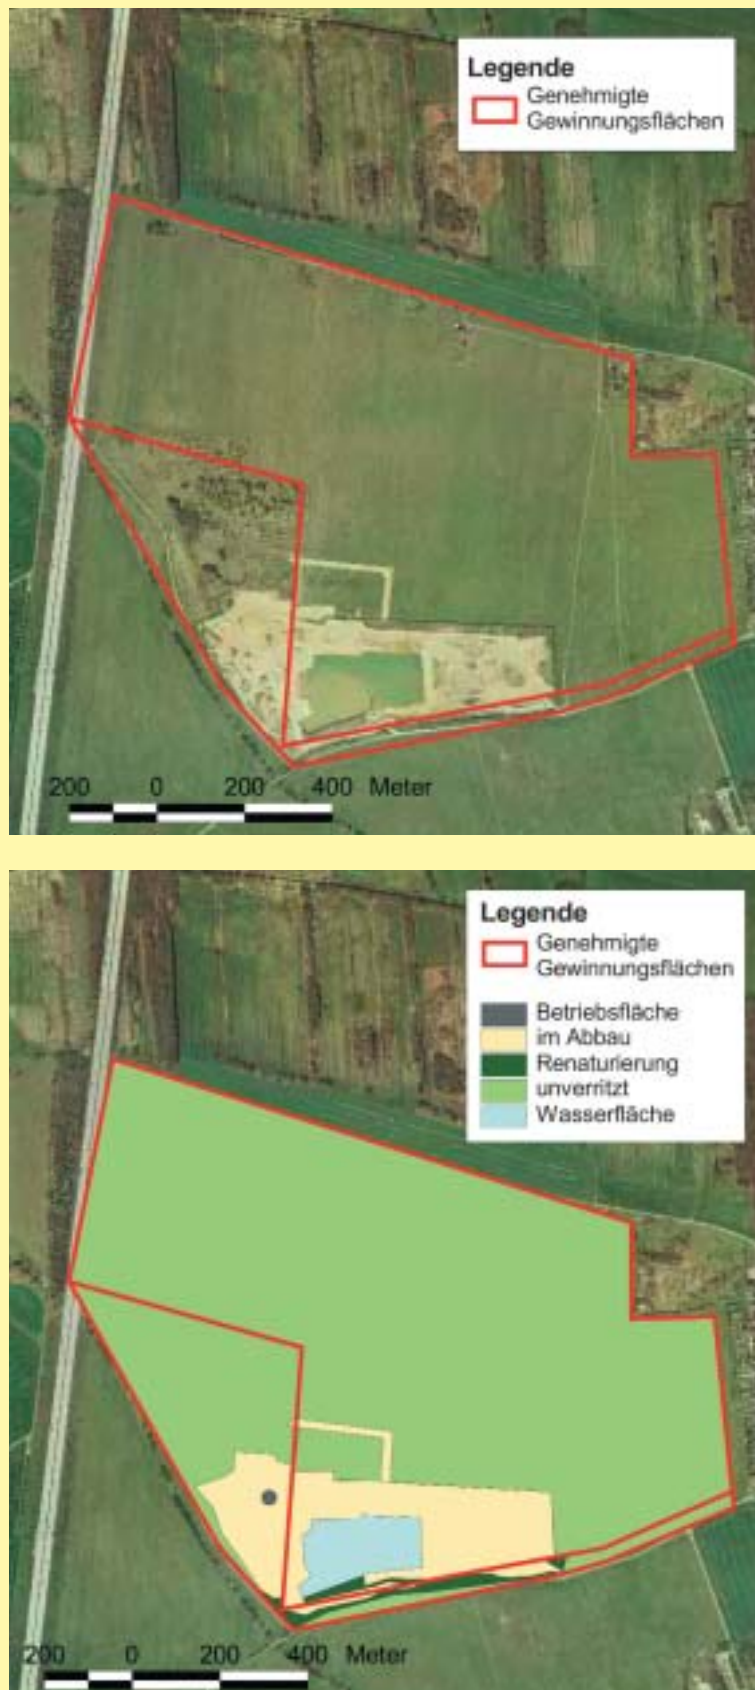 Legende
Genehmigte
Gewinnungsflächen
200 0 200 400 Meter
Legende
Genehmigte
Gewinnungsflächen
Betriebsfläche
im Abbau
Renaturierung
unverritzt
Wasserfläche
200 0 200 400 Meter